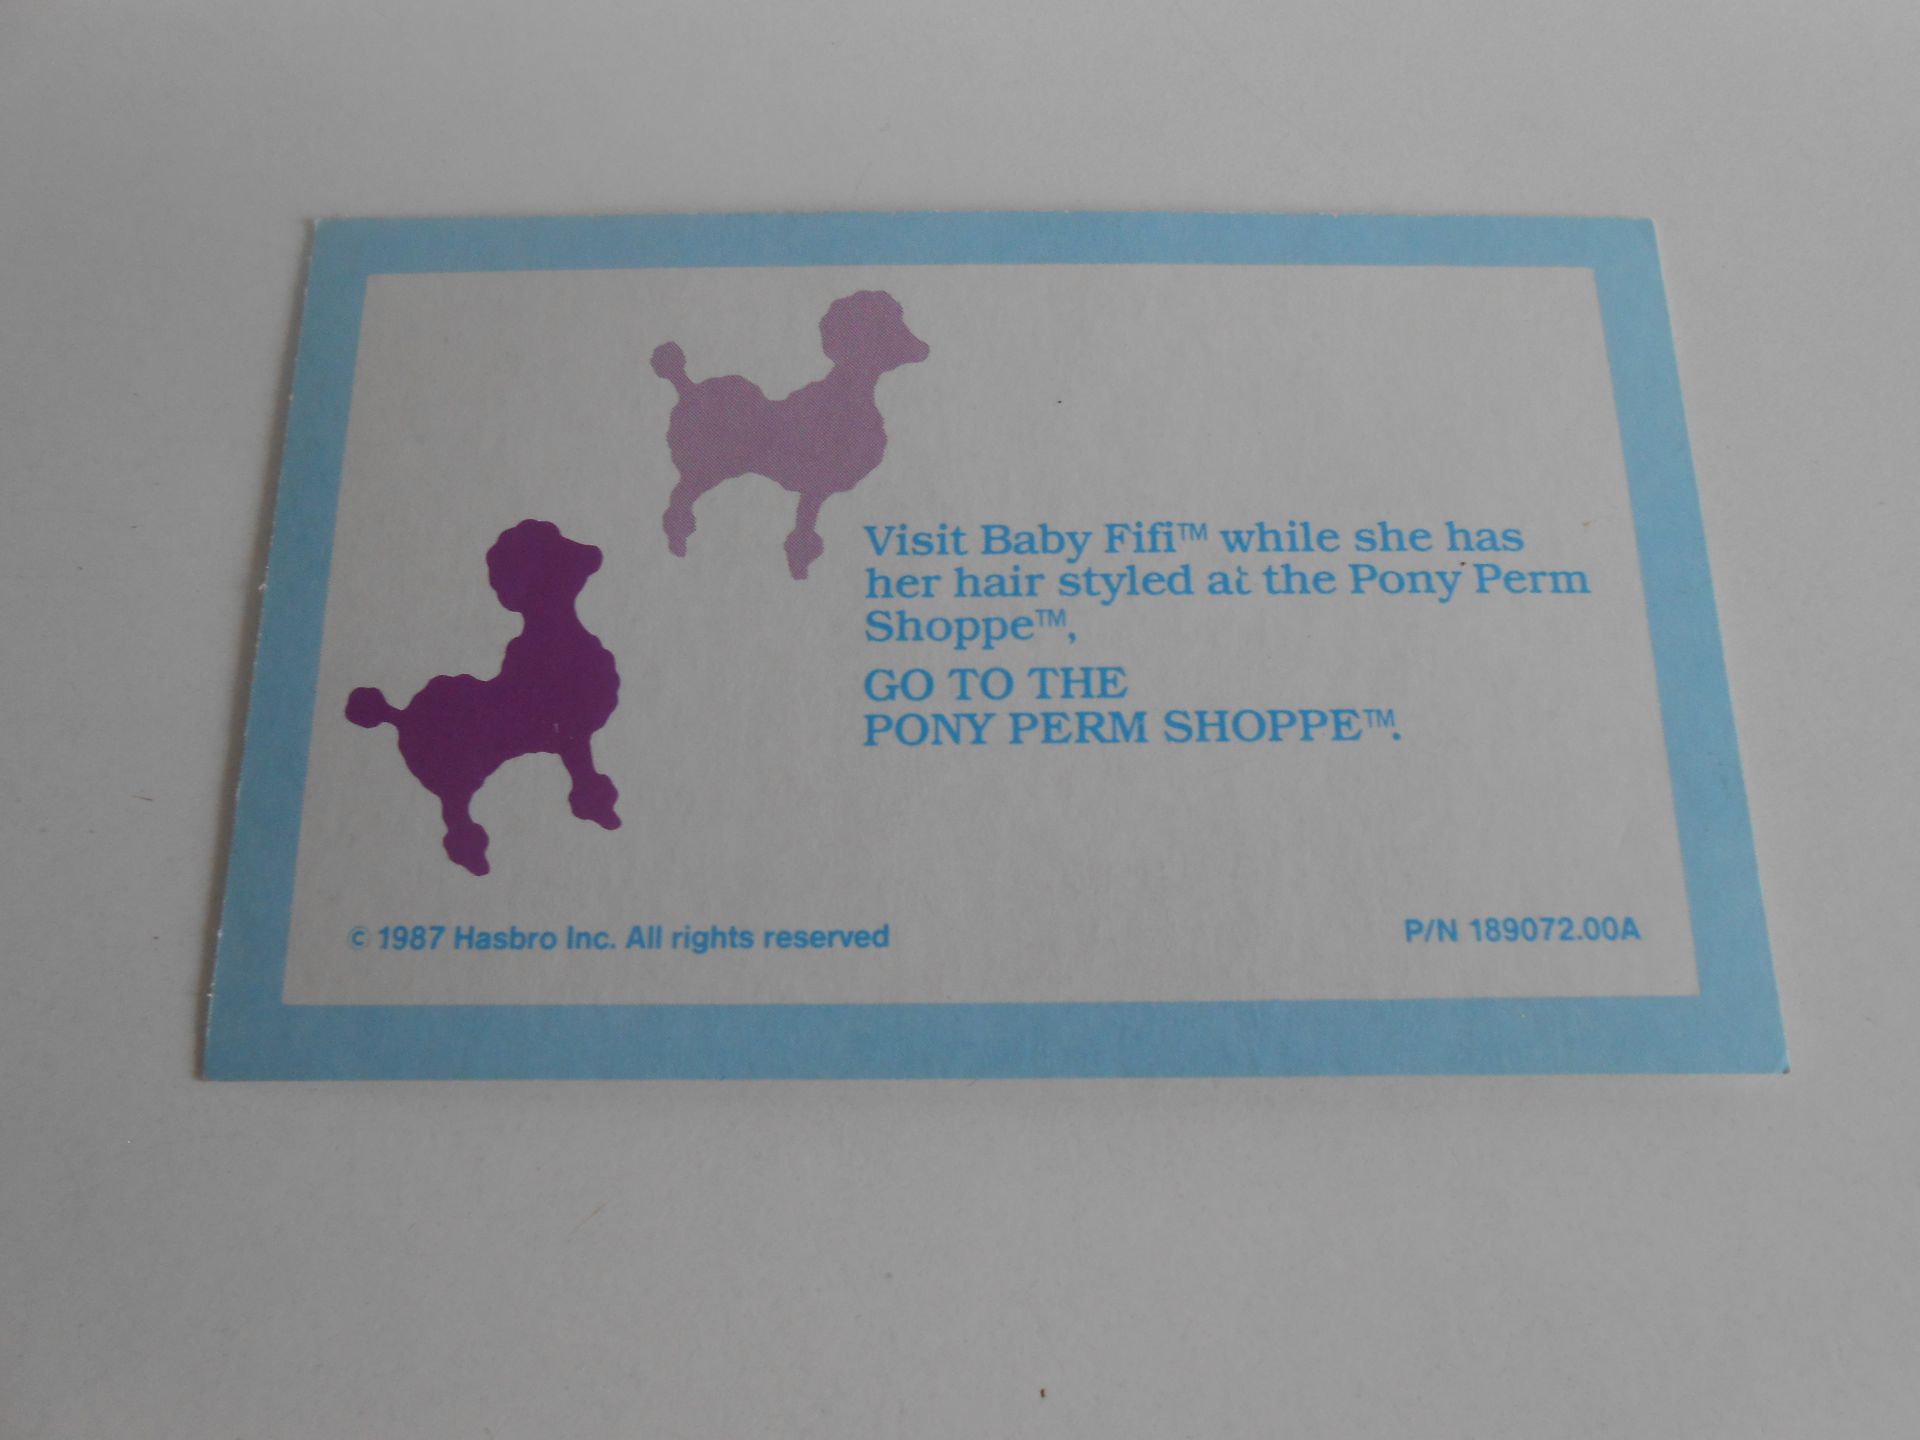 Visit Baby Fifi™ while she has
her hair styled at the Pony Perm
Shoppe™,
GO TO THE
PONY PERM SHOPPE™.
© 1987 Hasbro Inc. All rights reserved
P/N 189072.00A